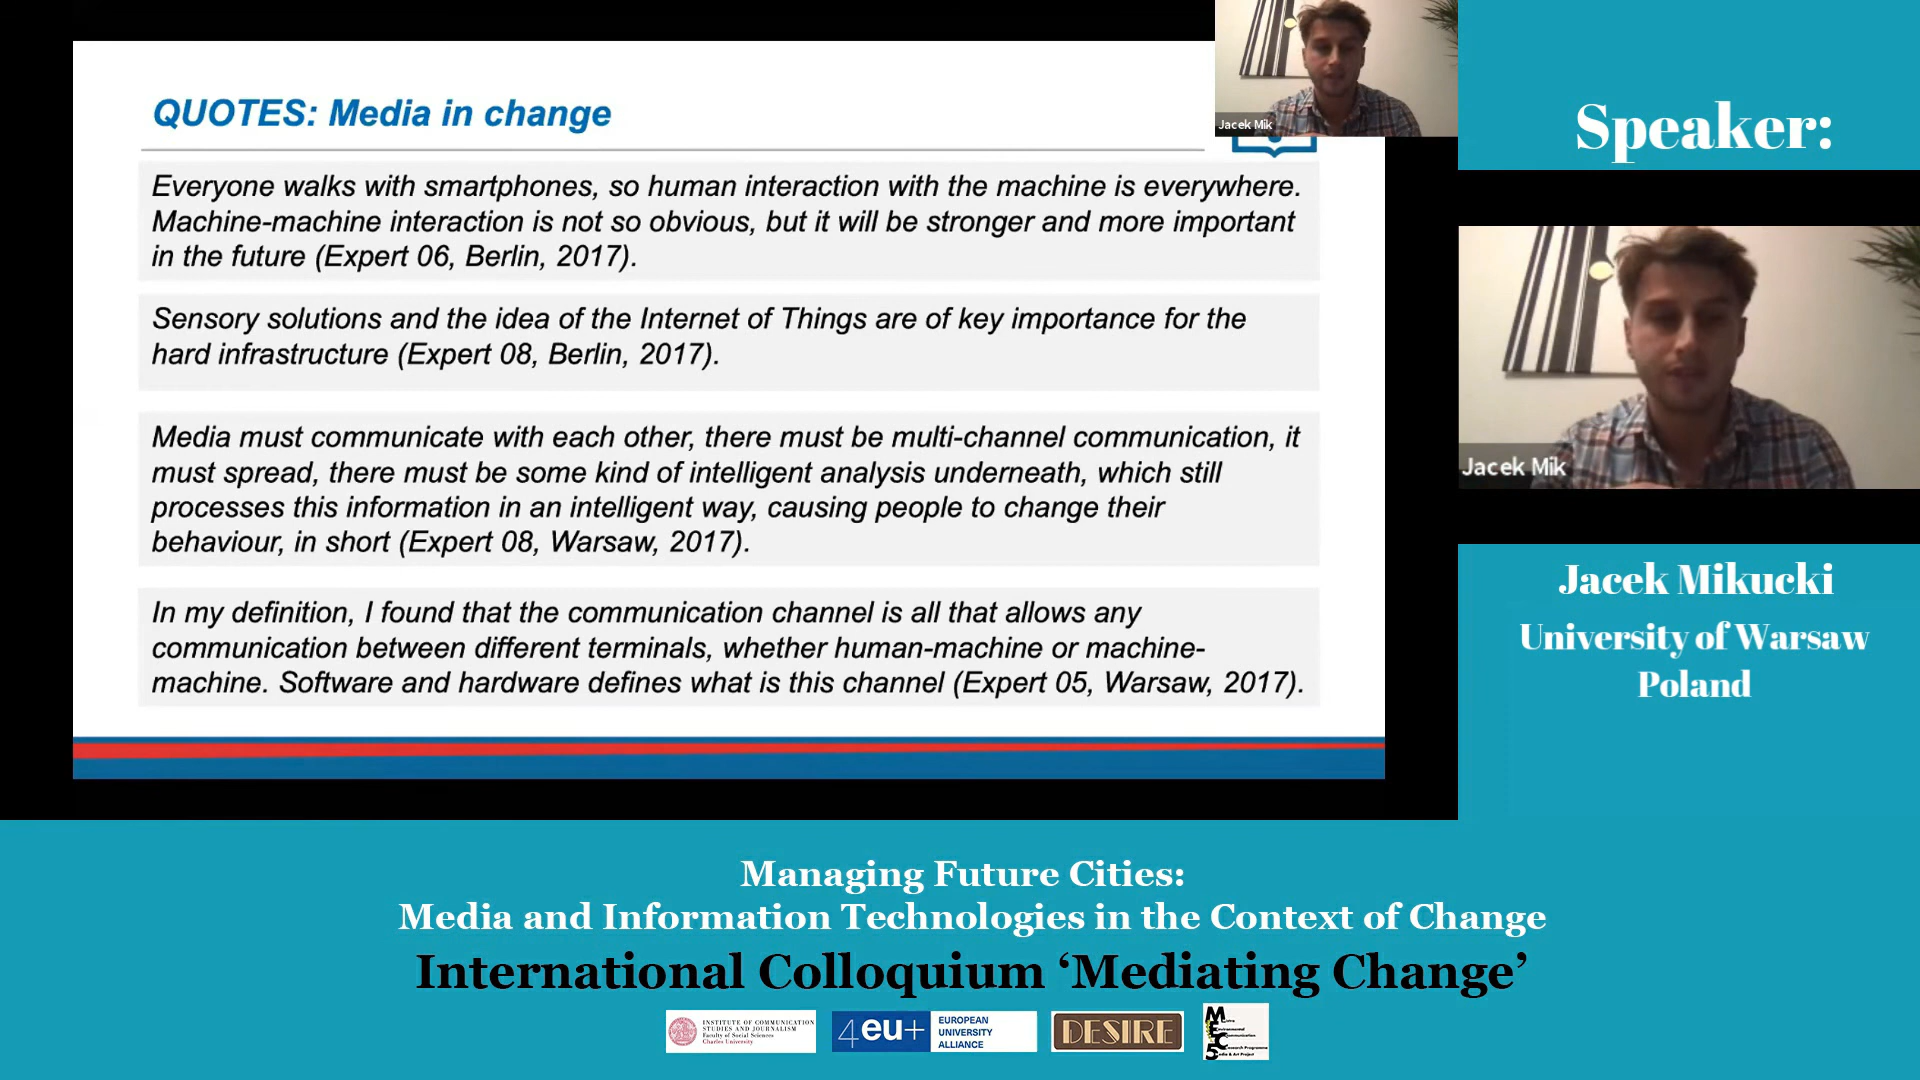 QUOTES: Media in change
Everyone walks with smartphones, so human interaction with the machine is everywhere.
Machine-machine interaction is not so obvious, but it will be stronger and more important
in the future (Expert 06, Berlin, 2017).
Sensory solutions and the idea of the Internet of Things are of key importance for the
hard infrastructure (Expert 08, Berlin, 2017).
Media must communicate with each other, there must be multi-channel communication, it
must spread, there must be some kind of intelligent analysis underneath, which still
processes this information in an intelligent way, causing people to change their
behaviour, in short (Expert 08, Warsaw, 2017).
In my definition, I found that the communication channel is all that allows any
communication between different terminals, whether human-machine or machine-
machine. Software and hardware defines what is this channel (Expert 05, Warsaw, 2017).
Jacek Mik
Speaker:
Jacek Mik
Jacek Mikucki
University of Warsaw
Poland
Managing Future Cities:
Media and Information Technologies in the Context of Change
International Colloquium ‘Mediating Change’
INSTITUTE OF COMMUNICATION
STUDIES AND JOURNALISM
Faculty of Social Sciences
Charles University
4eu+
EUROPEAN
UNIVERSITY
ALLIANCE
DESIRE